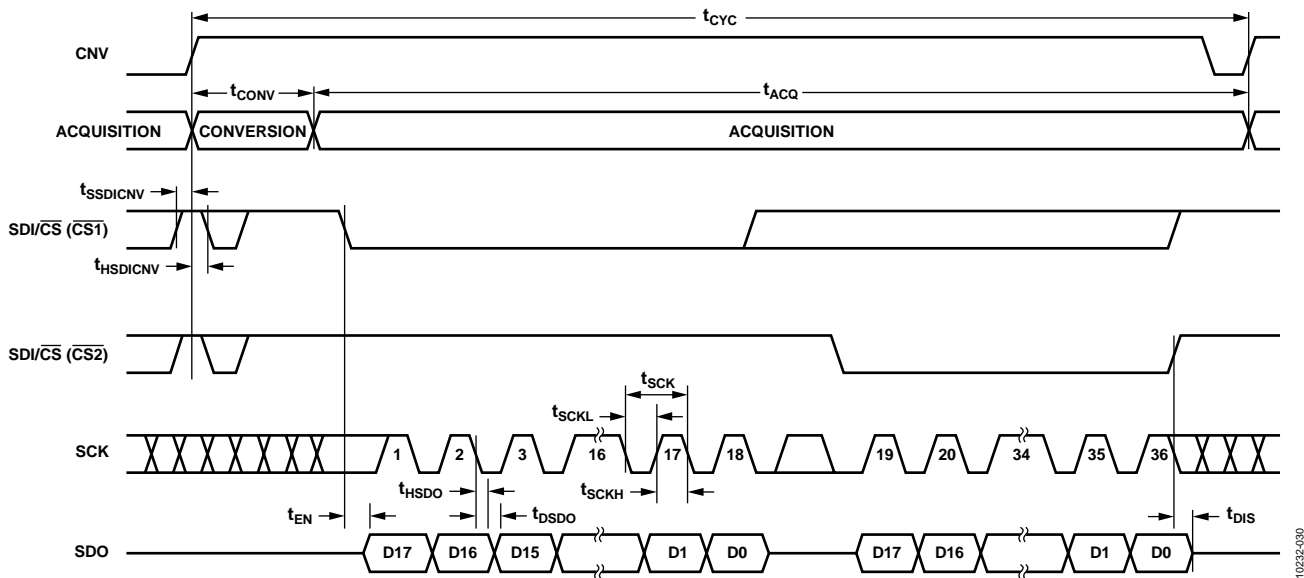 tCYC
CNV
tCONV
tACQ
ACQUISITION CONVERSION ACQUISITION
tSSDICNV
SDI/CS (CS1)
tHSDICNV
SDI/CS (CS2)
tSCK
tSCKL
SCK 1 2 3 16 17 18 19 20 34 35 36
tHSDO tSCKH
tEN tDSDO tDIS
SDO D17 D16 D15 D1 D0 D17 D16 D1 D0
10232-030